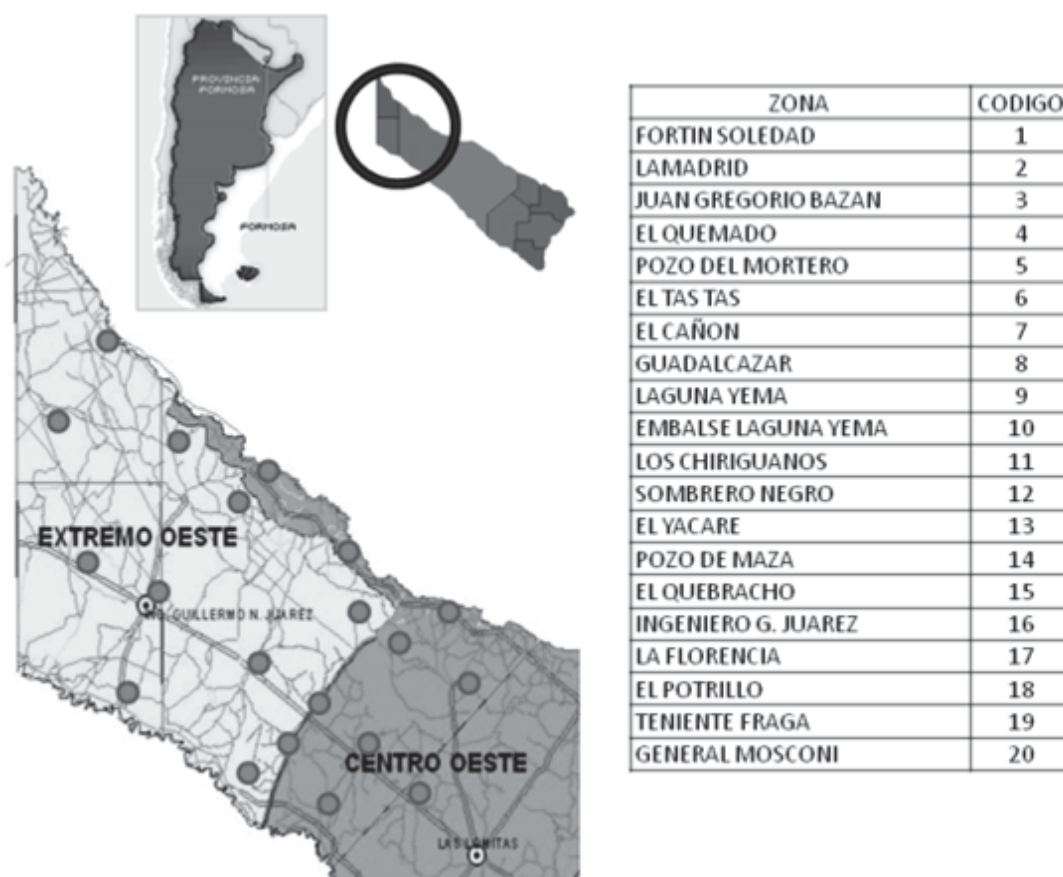 PROVINCIA
FORMOSA
FORMOSA
EXTREMO OESTE
GUILLERMO N. JUAREZ
CENTRO OESTE
LAS LOMITAS
ZONA CODIGO
FORTIN SOLEDAD 1
LAMADRID 2
JUAN GREGORIO BAZAN 3
EL QUEMADO 4
POZO DEL MORTERO 5
EL TAS TAS 6
EL CAÑON 7
GUADALCAZAR 8
LAGUNA YEMA 9
EMBALSE LAGUNA YEMA 10
LOS CHIRIGUANOS 11
SOMBRERO NEGRO 12
EL YACARE 13
POZO DE MAZA 14
EL QUEBRACHO 15
INGENIERO G. JUAREZ 16
LA FLORENCIA 17
EL POTRILLO 18
TENIENTE FRAGA 19
GENERAL MOSCONI 20